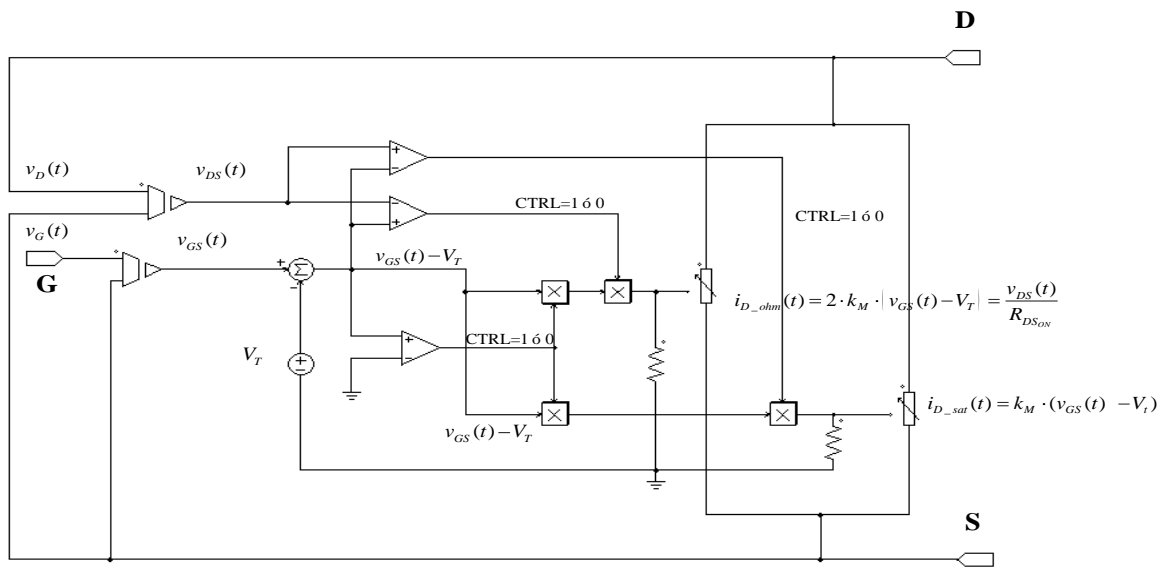 D
v_D(t)
v_DS(t)
v_G(t)
v_GS(t)
G
CTRL=1 ó 0
CTRL=1 ó 0
v_GS(t)−V_T
i_D_ohm(t)=2·k_M·(v_GS(t)−V_T)=v_DS(t)/R_DS_ON
CTRL=1 ó 0
V_T
v_GS(t)−V_T
i_D_sat(t)=k_M·(v_GS(t) −V_t)
S